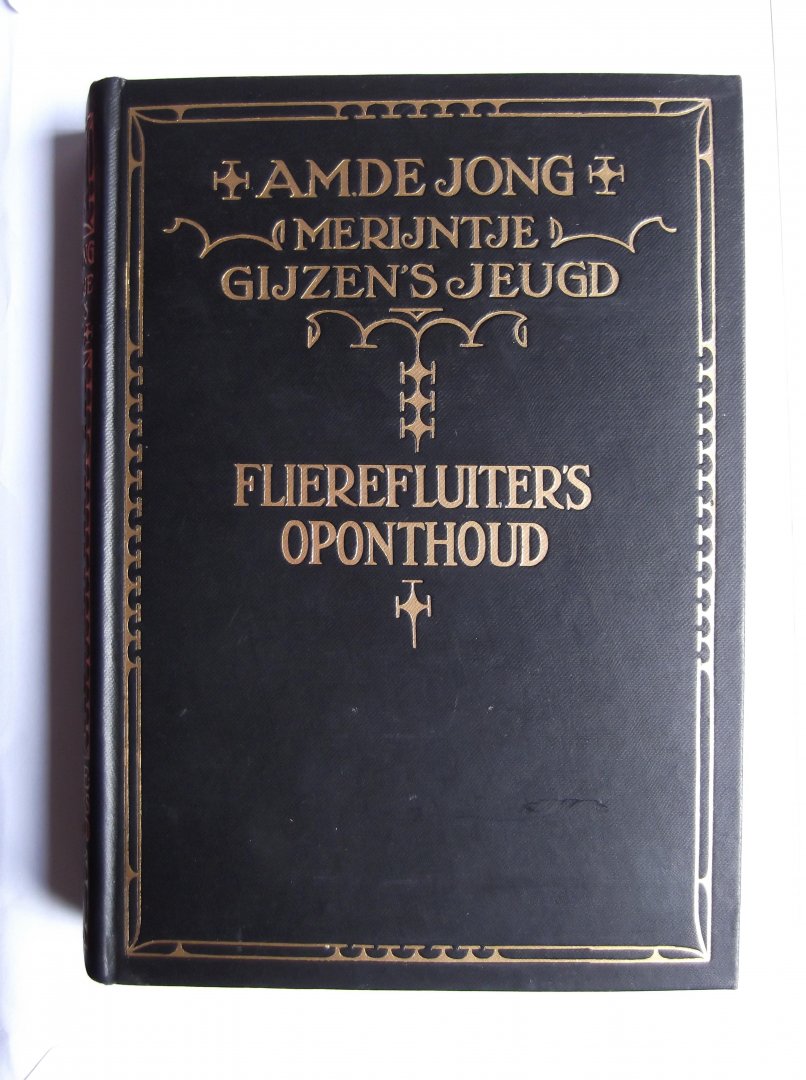 A.M. DE JONG
MERIJNTJE
GIJZEN'S JEUGD
FLIEREFLUITER'S
OPONTHOUD